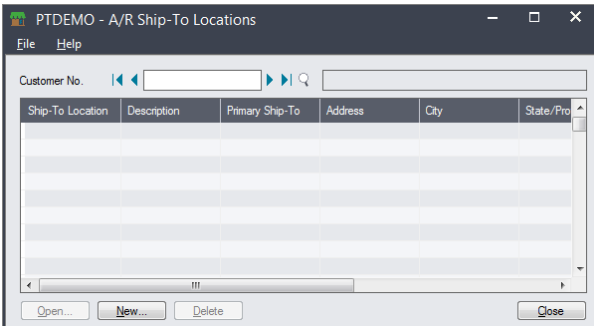 PTDEMO - A/R Ship-To Locations
File Help
Customer No.
Ship-To Location Description Primary Ship-To Address City State/Pro
Open... New... Delete Close